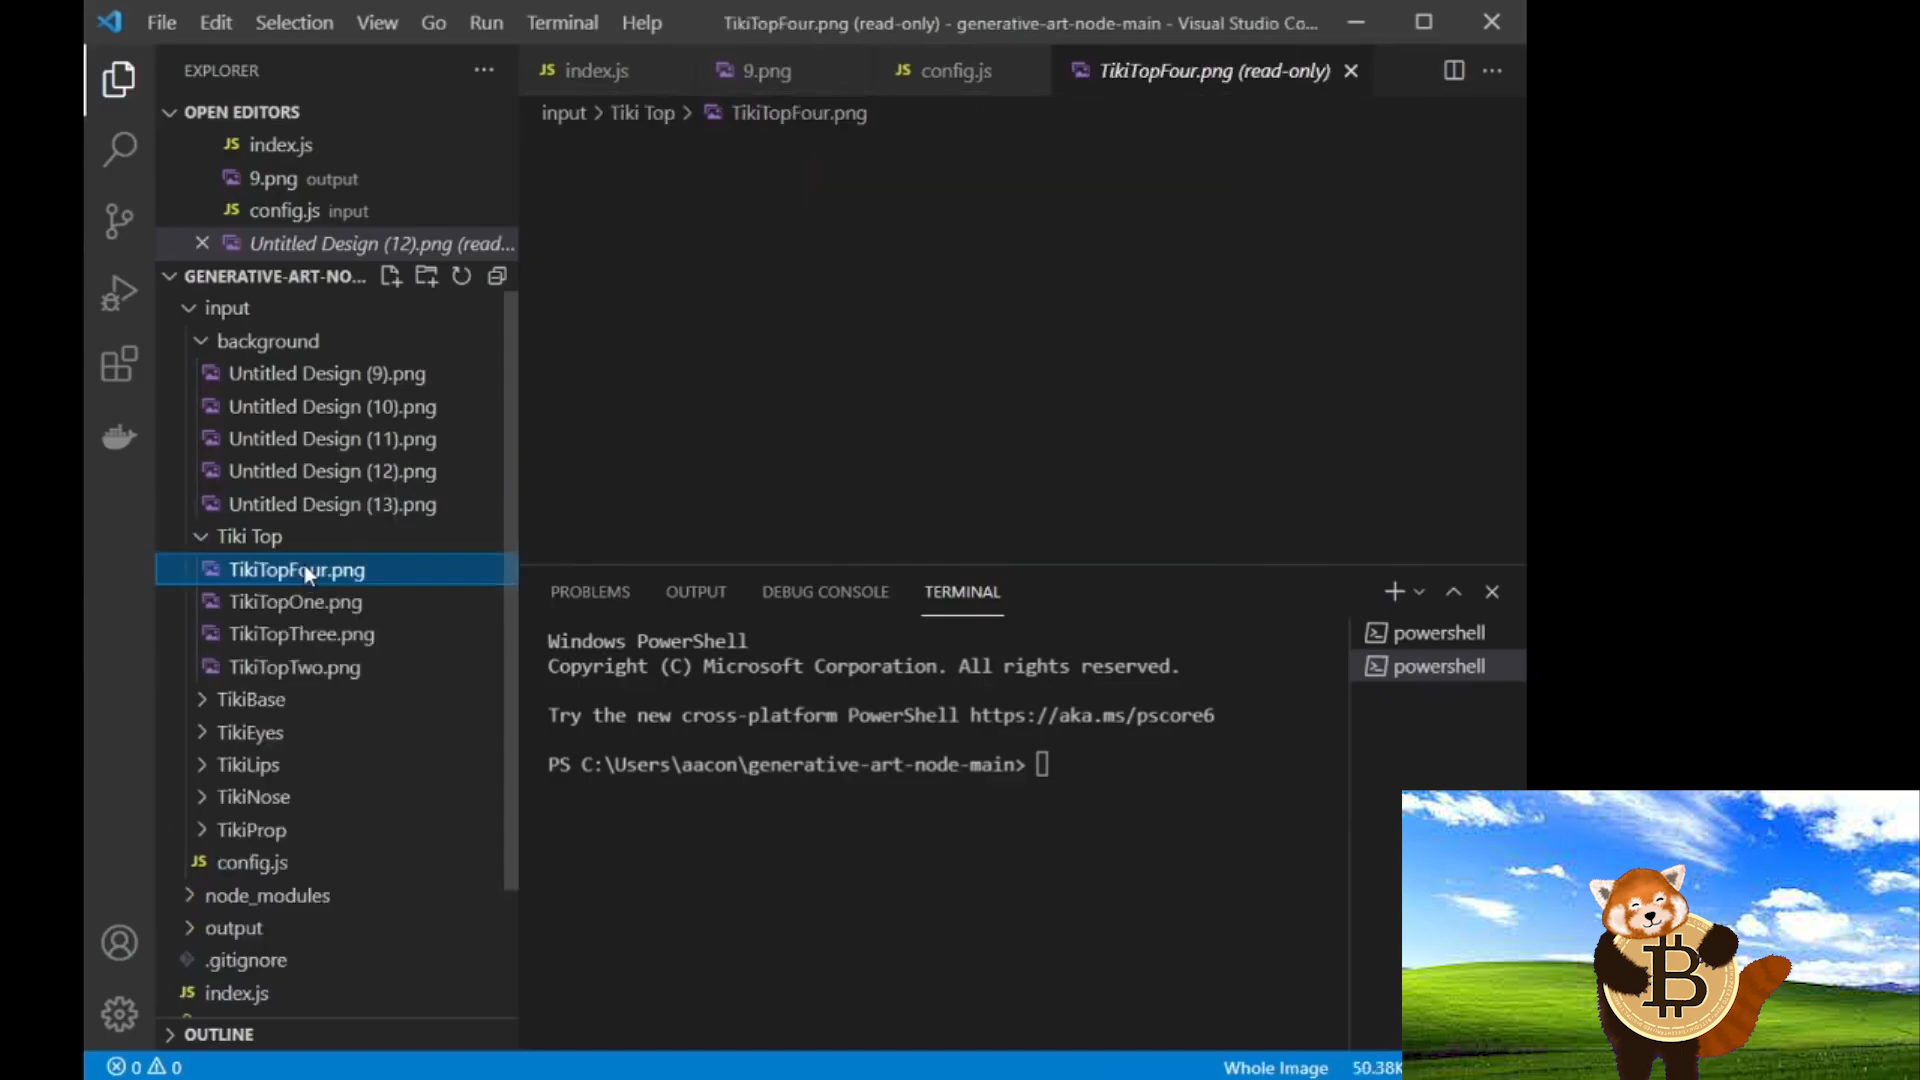 File Edit Selection View Go Run Terminal Help TikiTopFour.png (read-only) - generative-art-node-main - Visual Studio Co...
EXPLORER
JS index.js 9.png JS config.js TikiTopFour.png (read-only)
OPEN EDITORS
input > Tiki Top > TikiTopFour.png
JS index.js
9.png output
JS config.js input
Untitled Design (12).png (read...
GENERATIVE-ART-NO...
input
background
Untitled Design (9).png
Untitled Design (10).png
Untitled Design (11).png
Untitled Design (12).png
Untitled Design (13).png
Tiki Top
TikiTopFour.png
TikiTopOne.png
TikiTopThree.png
TikiTopTwo.png
TikiBase
TikiEyes
TikiLips
TikiNose
TikiProp
JS config.js
node_modules
output
.gitignore
JS index.js
OUTLINE
PROBLEMS OUTPUT DEBUG CONSOLE TERMINAL
Windows PowerShell
Copyright (C) Microsoft Corporation. All rights reserved.
Try the new cross-platform PowerShell https://aka.ms/pscore6
PS C:\Users\aacon\generative-art-node-main>
powershell
powershell
0 0 Whole Image 50.38K